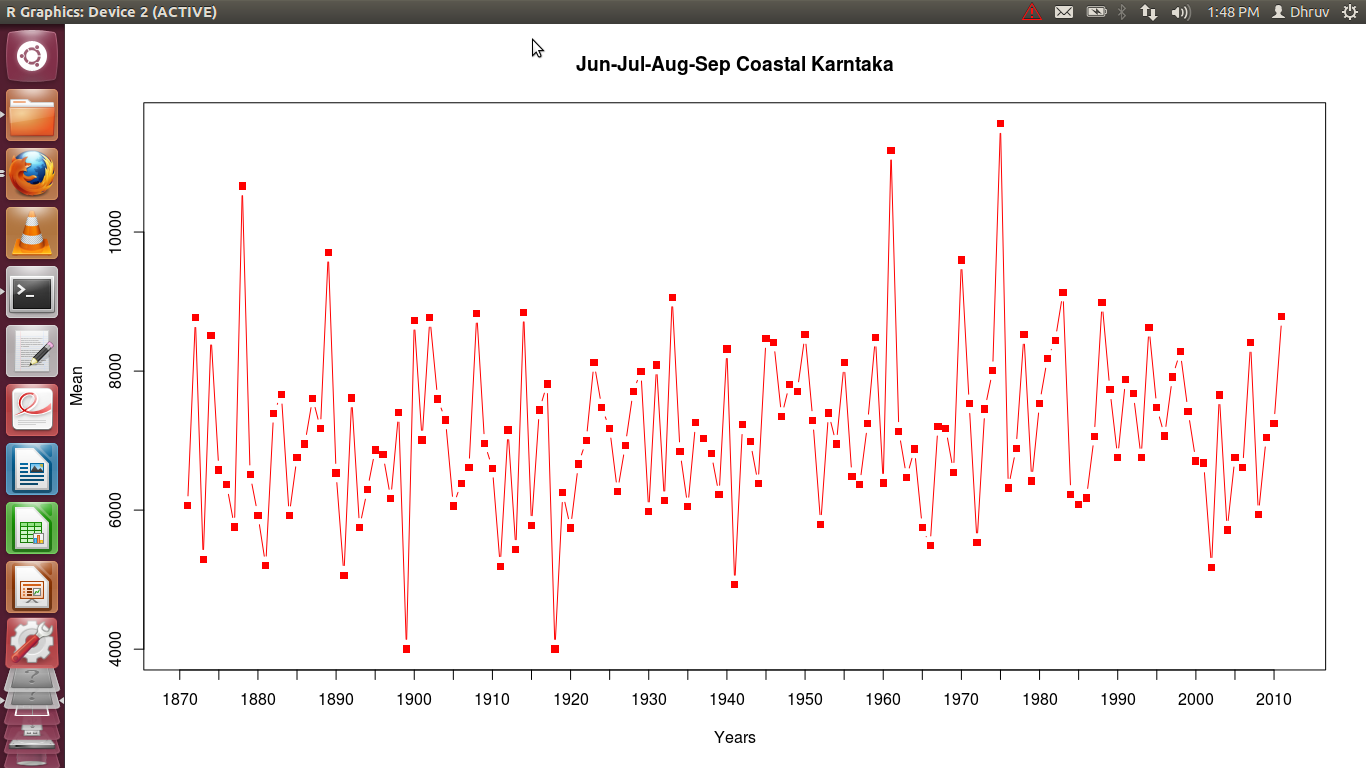 R Graphics: Device 2 (ACTIVE)
1:48 PM
Dhruv
Jun-Jul-Aug-Sep Coastal Karntaka
10000
8000
6000
4000
Mean
1870 1880 1890 1900 1910 1920 1930 1940 1950 1960 1970 1980 1990 2000 2010
Years